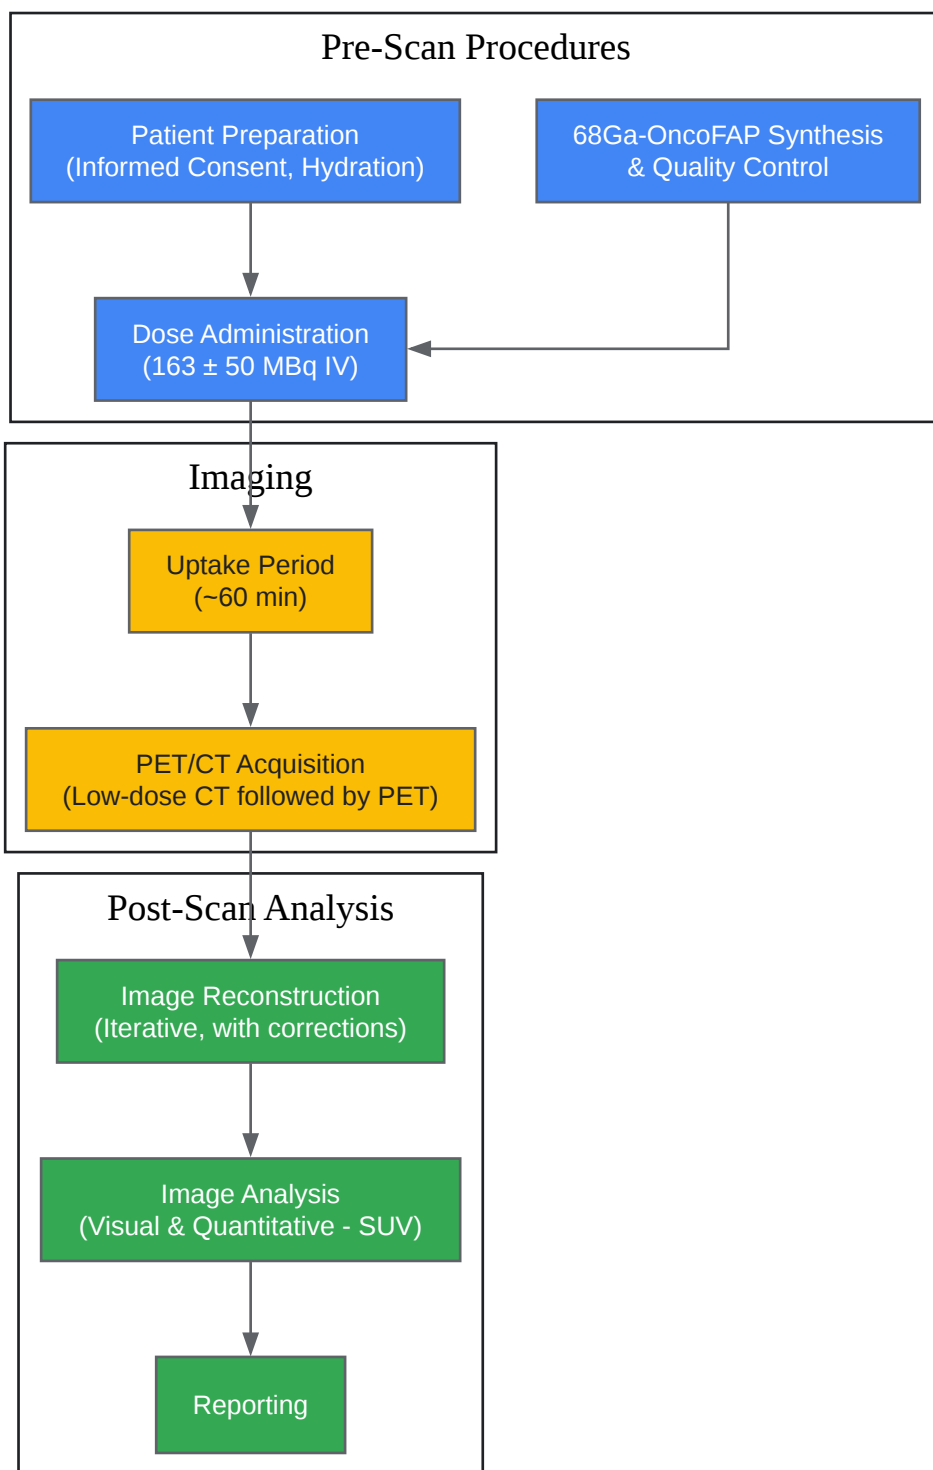 Pre-Scan Procedures
Patient Preparation
(Informed Consent, Hydration)
68Ga-OncoFAP Synthesis
& Quality Control
Dose Administration
(163 ± 50 MBq IV)
Imaging
Uptake Period
(~60 min)
PET/CT Acquisition
(Low-dose CT followed by PET)
Post-Scan Analysis
Image Reconstruction
(Iterative, with corrections)
Image Analysis
(Visual & Quantitative - SUV)
Reporting